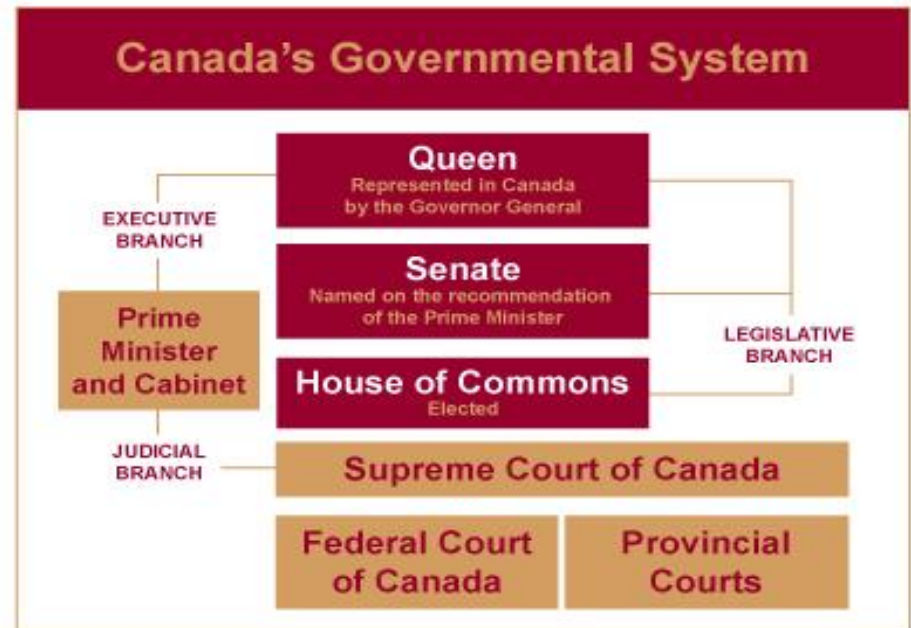 Canada's Governmental System
Queen
Represented in Canada
by the Governor General
EXECUTIVE
BRANCH
Senate
Named on the recommendation
of the Prime Minister
Prime
Minister
and Cabinet
LEGISLATIVE
BRANCH
House of Commons
Elected
JUDICIAL
BRANCH
Supreme Court of Canada
Federal Court
of Canada
Provincial
Courts